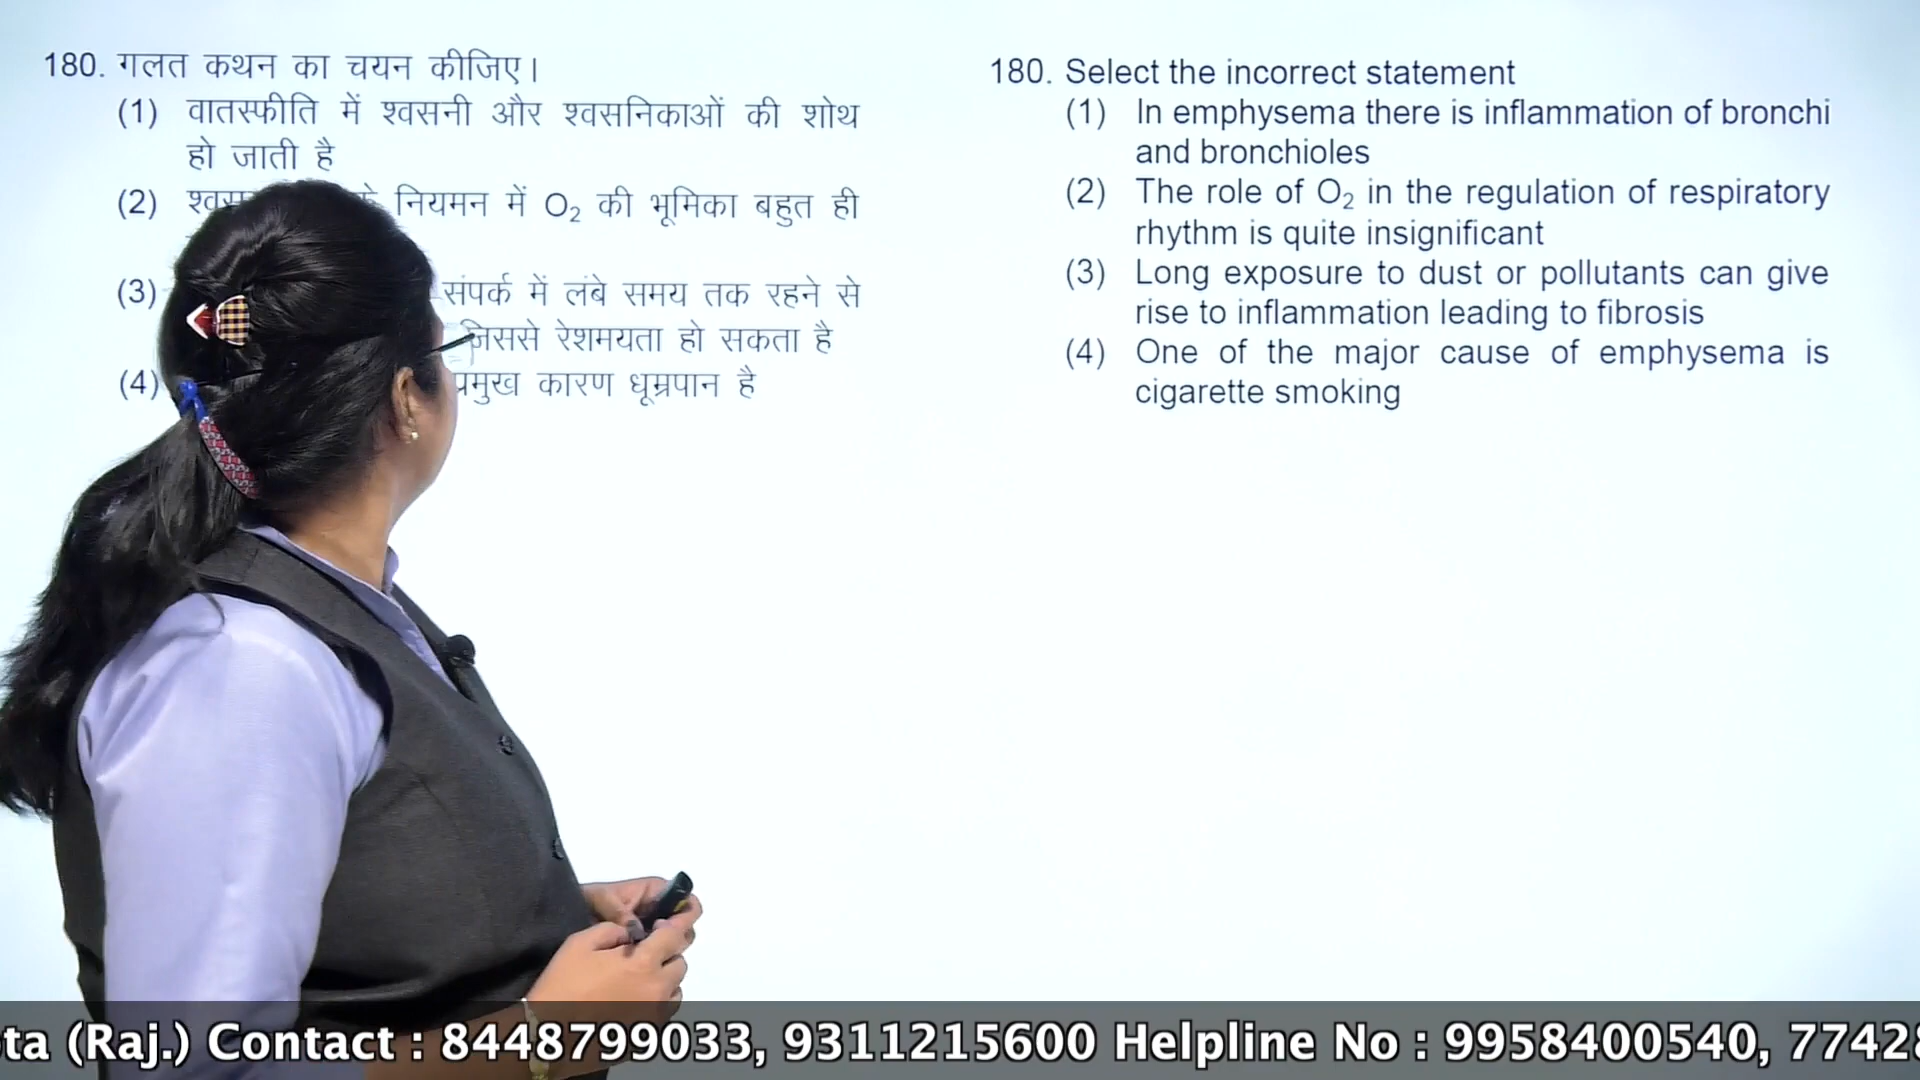 180. गलत कथन का चयन कीजिए।
(1) वातस्फीति में श्वसनी और श्वसनिकाओं की शोथ
हो जाती है
(2) नियमन में O₂ की भूमिका बहुत ही
(3) संपर्क में लंबे समय तक रहने से
जिससे रेशमयता हो सकता है
(4) प्रमुख कारण धूम्रपान है
180. Select the incorrect statement
(1) In emphysema there is inflammation of bronchi
and bronchioles
(2) The role of O₂ in the regulation of respiratory
rhythm is quite insignificant
(3) Long exposure to dust or pollutants can give
rise to inflammation leading to fibrosis
(4) One of the major cause of emphysema is
cigarette smoking
ta (Raj.) Contact : 8448799033, 9311215600 Helpline No : 9958400540, 7742